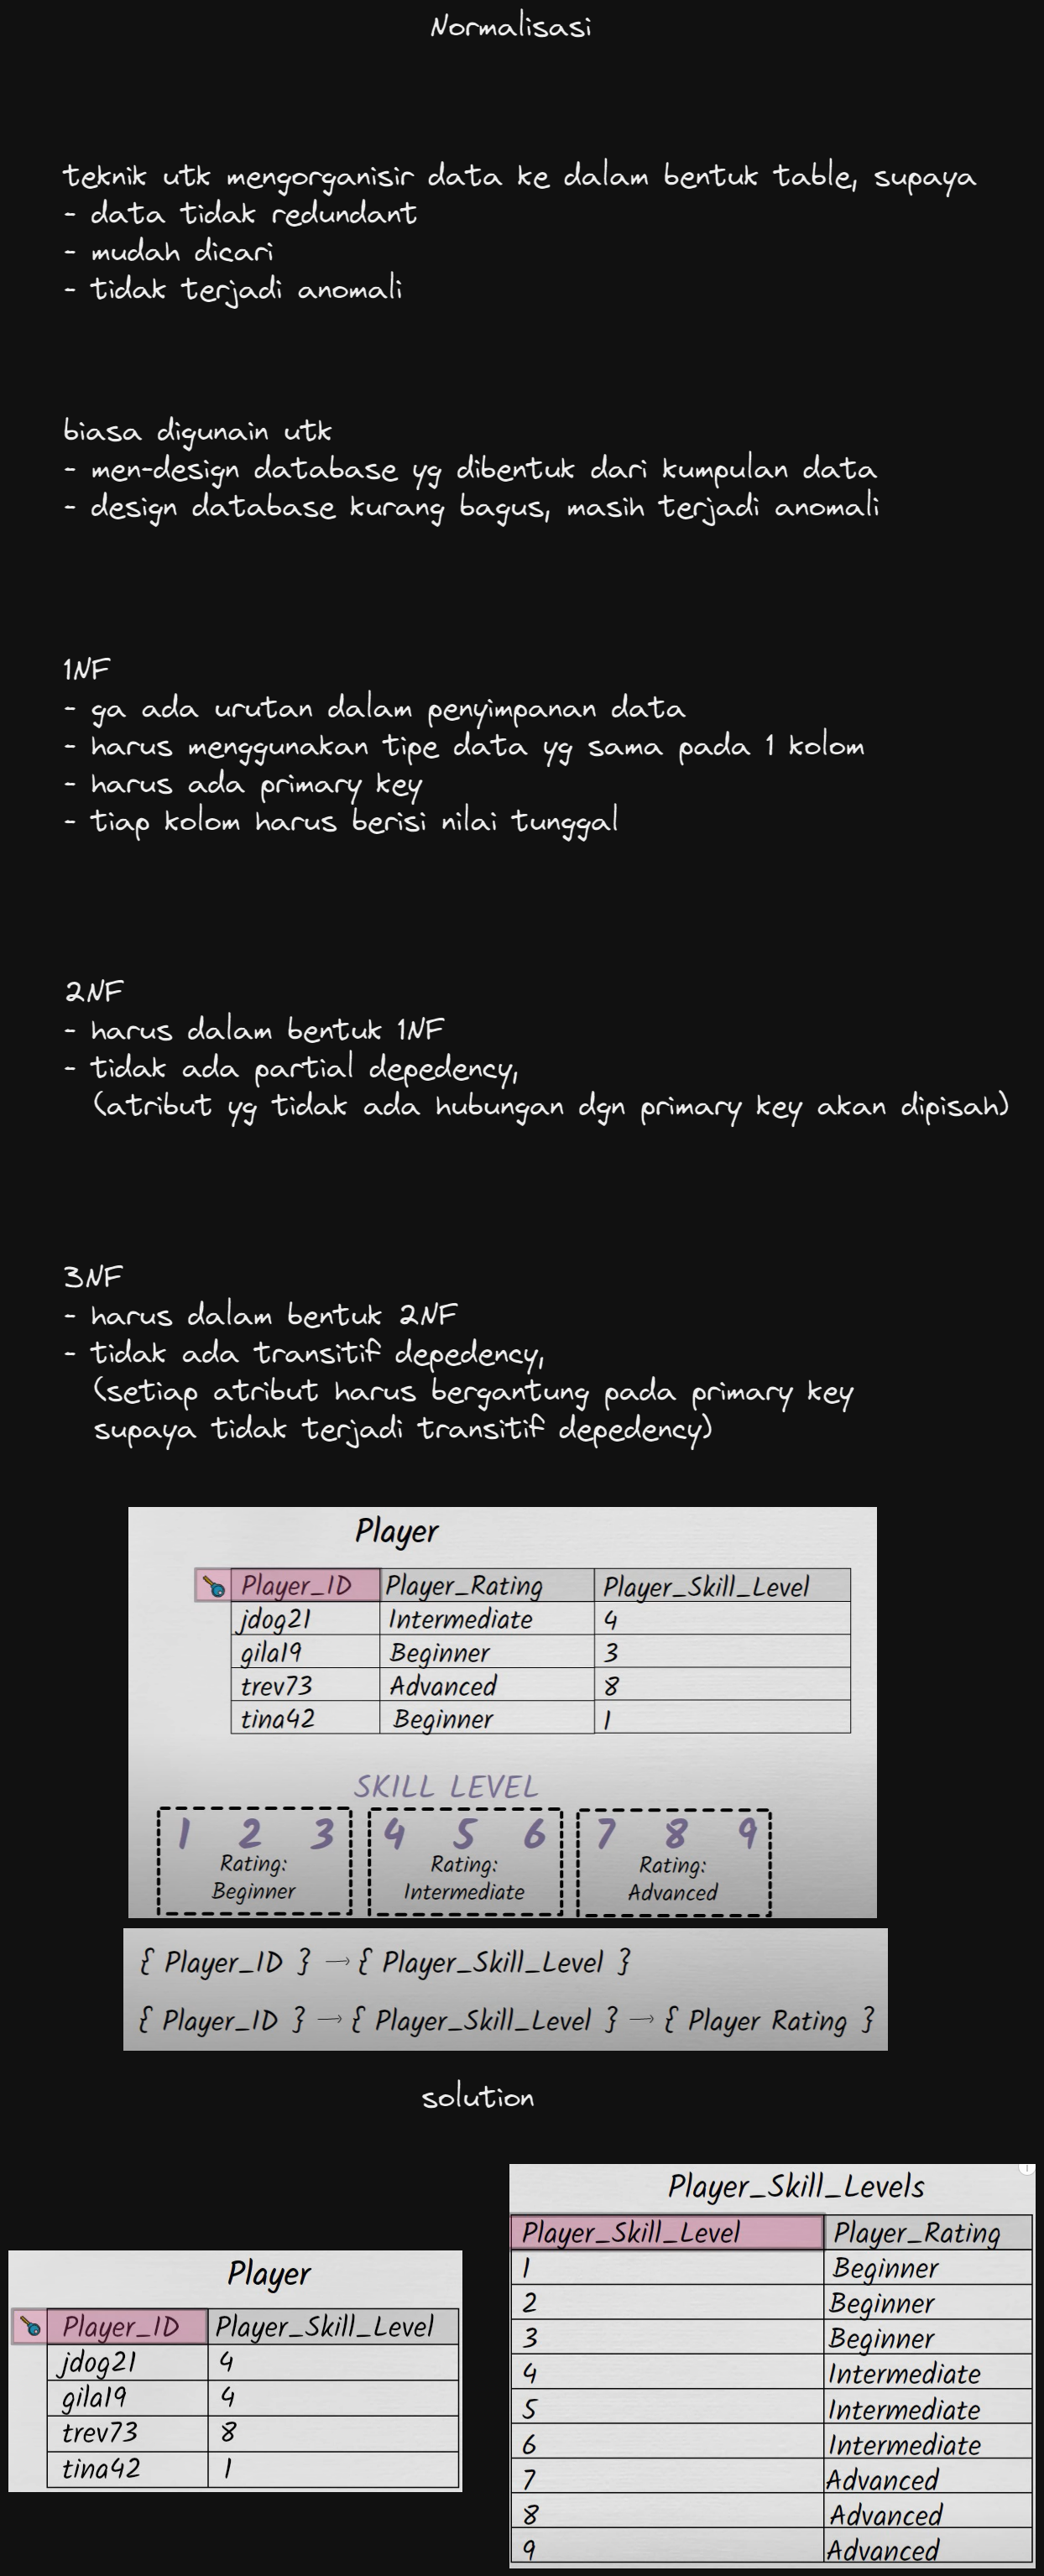 Normalisasi
teknik utk mengorganisir data ke dalam bentuk table, supaya
- data tidak redundant
- mudah dicari
- tidak terjadi anomali
biasa digunain utk
- men-design database yg dibentuk dari kumpulan data
- design database kurang bagus, masih terjadi anomali
1NF
- ga ada urutan dalam penyimpanan data
- harus menggunakan tipe data yg sama pada 1 kolom
- harus ada primary key
- tiap kolom harus berisi nilai tunggal
2NF
- harus dalam bentuk 1NF
- tidak ada partial depedency,
(atribut yg tidak ada hubungan dgn primary key akan dipisah)
3NF
- harus dalam bentuk 2NF
- tidak ada transitif depedency,
(setiap atribut harus bergantung pada primary key
supaya tidak terjadi transitif depedency)
Player
Player_ID Player_Rating Player_Skill_Level
jdog21 Intermediate 4
gila19 Beginner 3
trev73 Advanced 8
tina42 Beginner 1
SKILL LEVEL
1 2 3 4 5 6 7 8 9
Rating: Rating: Rating:
Beginner Intermediate Advanced
{ Player_ID } → { Player_Skill_Level }
{ Player_ID } → { Player_Skill_Level } → { Player Rating }
solution
Player
Player_ID Player_Skill_Level
jdog21 4
gila19 4
trev73 8
tina42 1
Player_Skill_Levels
Player_Skill_Level Player_Rating
1 Beginner
2 Beginner
3 Beginner
4 Intermediate
5 Intermediate
6 Intermediate
7 Advanced
8 Advanced
9 Advanced